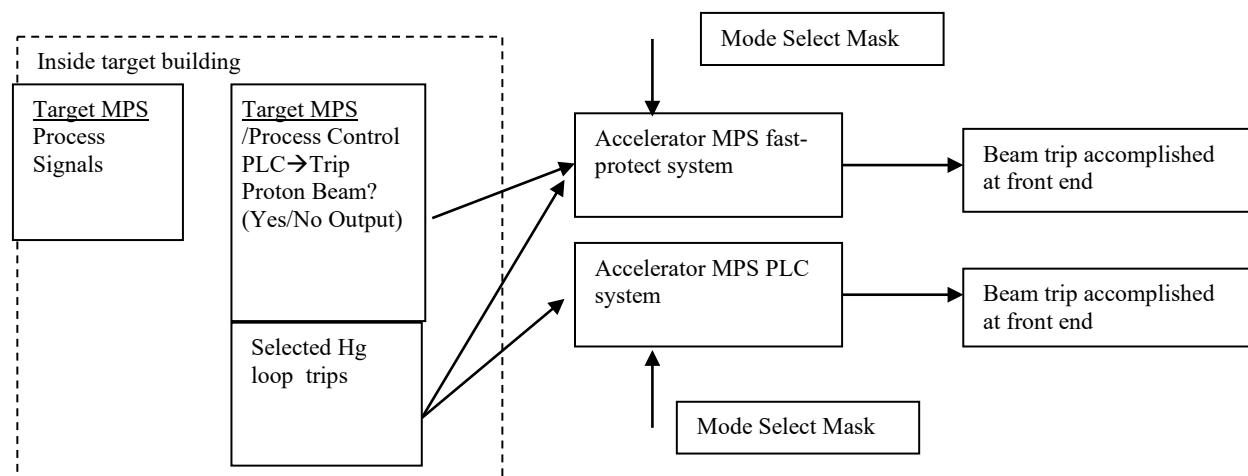 Mode Select Mask
Inside target building
Target MPS
Process
Signals
Target MPS
/Process Control
PLC→Trip
Proton Beam?
(Yes/No Output)
Accelerator MPS fast-
protect system
Beam trip accomplished
at front end
Accelerator MPS PLC
system
Beam trip accomplished
at front end
Selected Hg
loop trips
Mode Select Mask